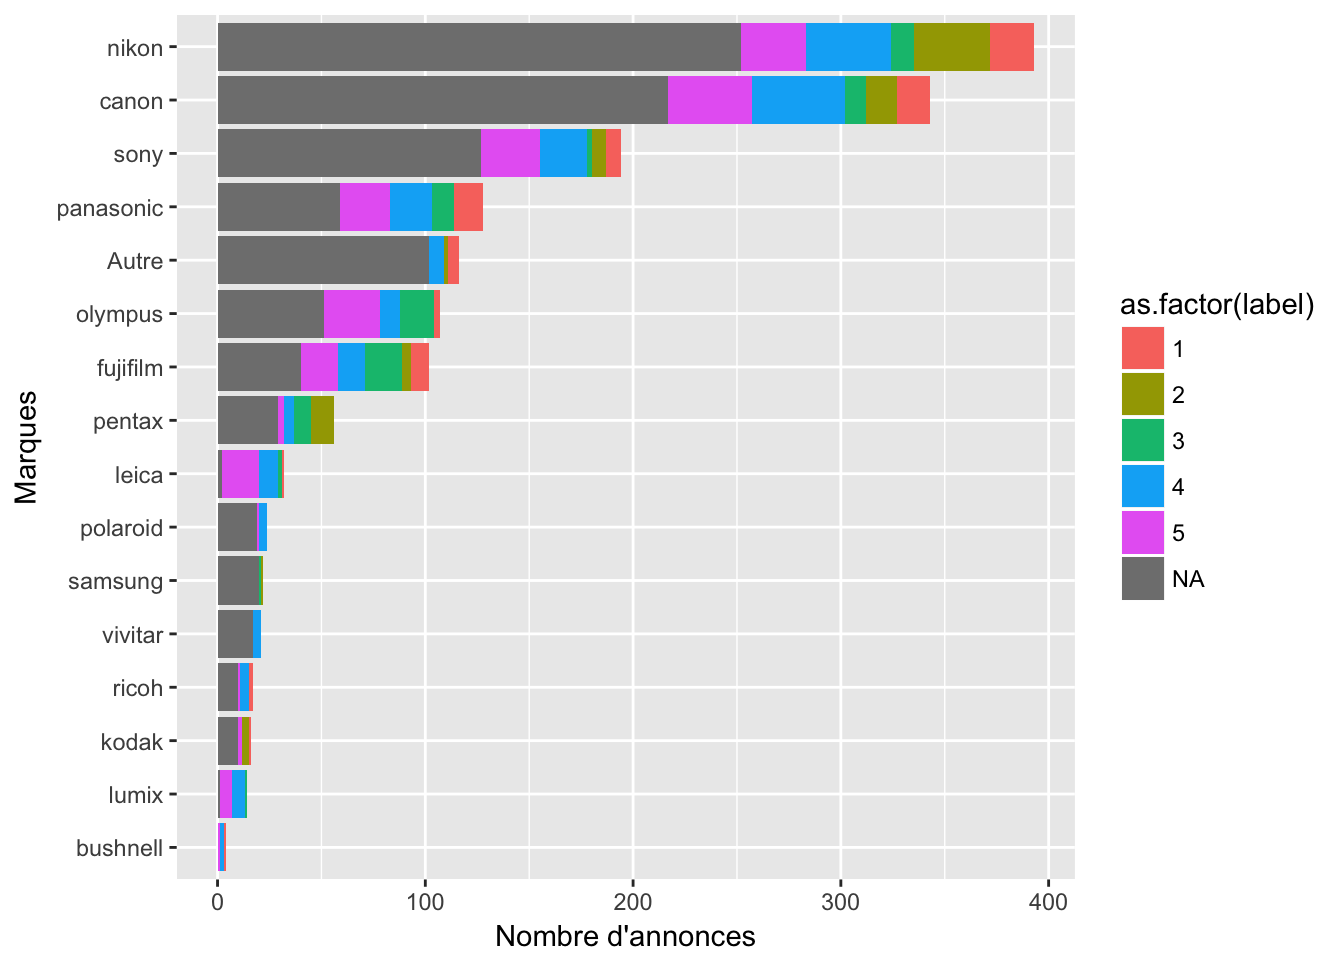 nikon
canon
sony
panasonic
Autre
olympus
fujifilm
pentax
leica
polaroid
samsung
vivitar
ricoh
kodak
lumix
bushnell
Marques
0 100 200 300 400
Nombre d'annonces
as.factor(label)
1
2
3
4
5
NA